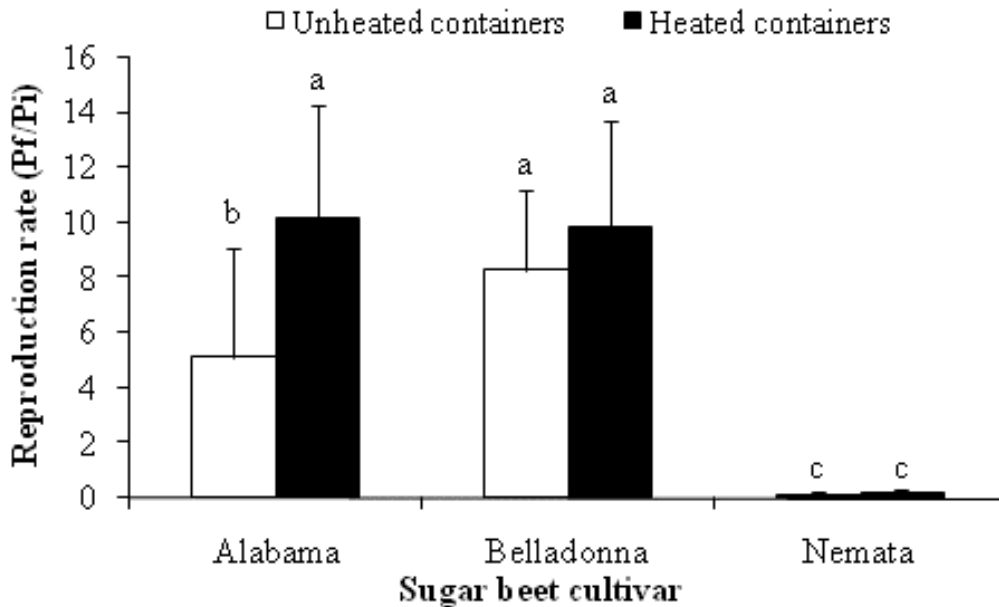 Unheated containers Heated containers
Reproduction rate (Pf/Pi)
16
14
12
10
8
6
4
2
0
a
a
a
b
c c
Alabama Belladonna Nemata
Sugar beet cultivar